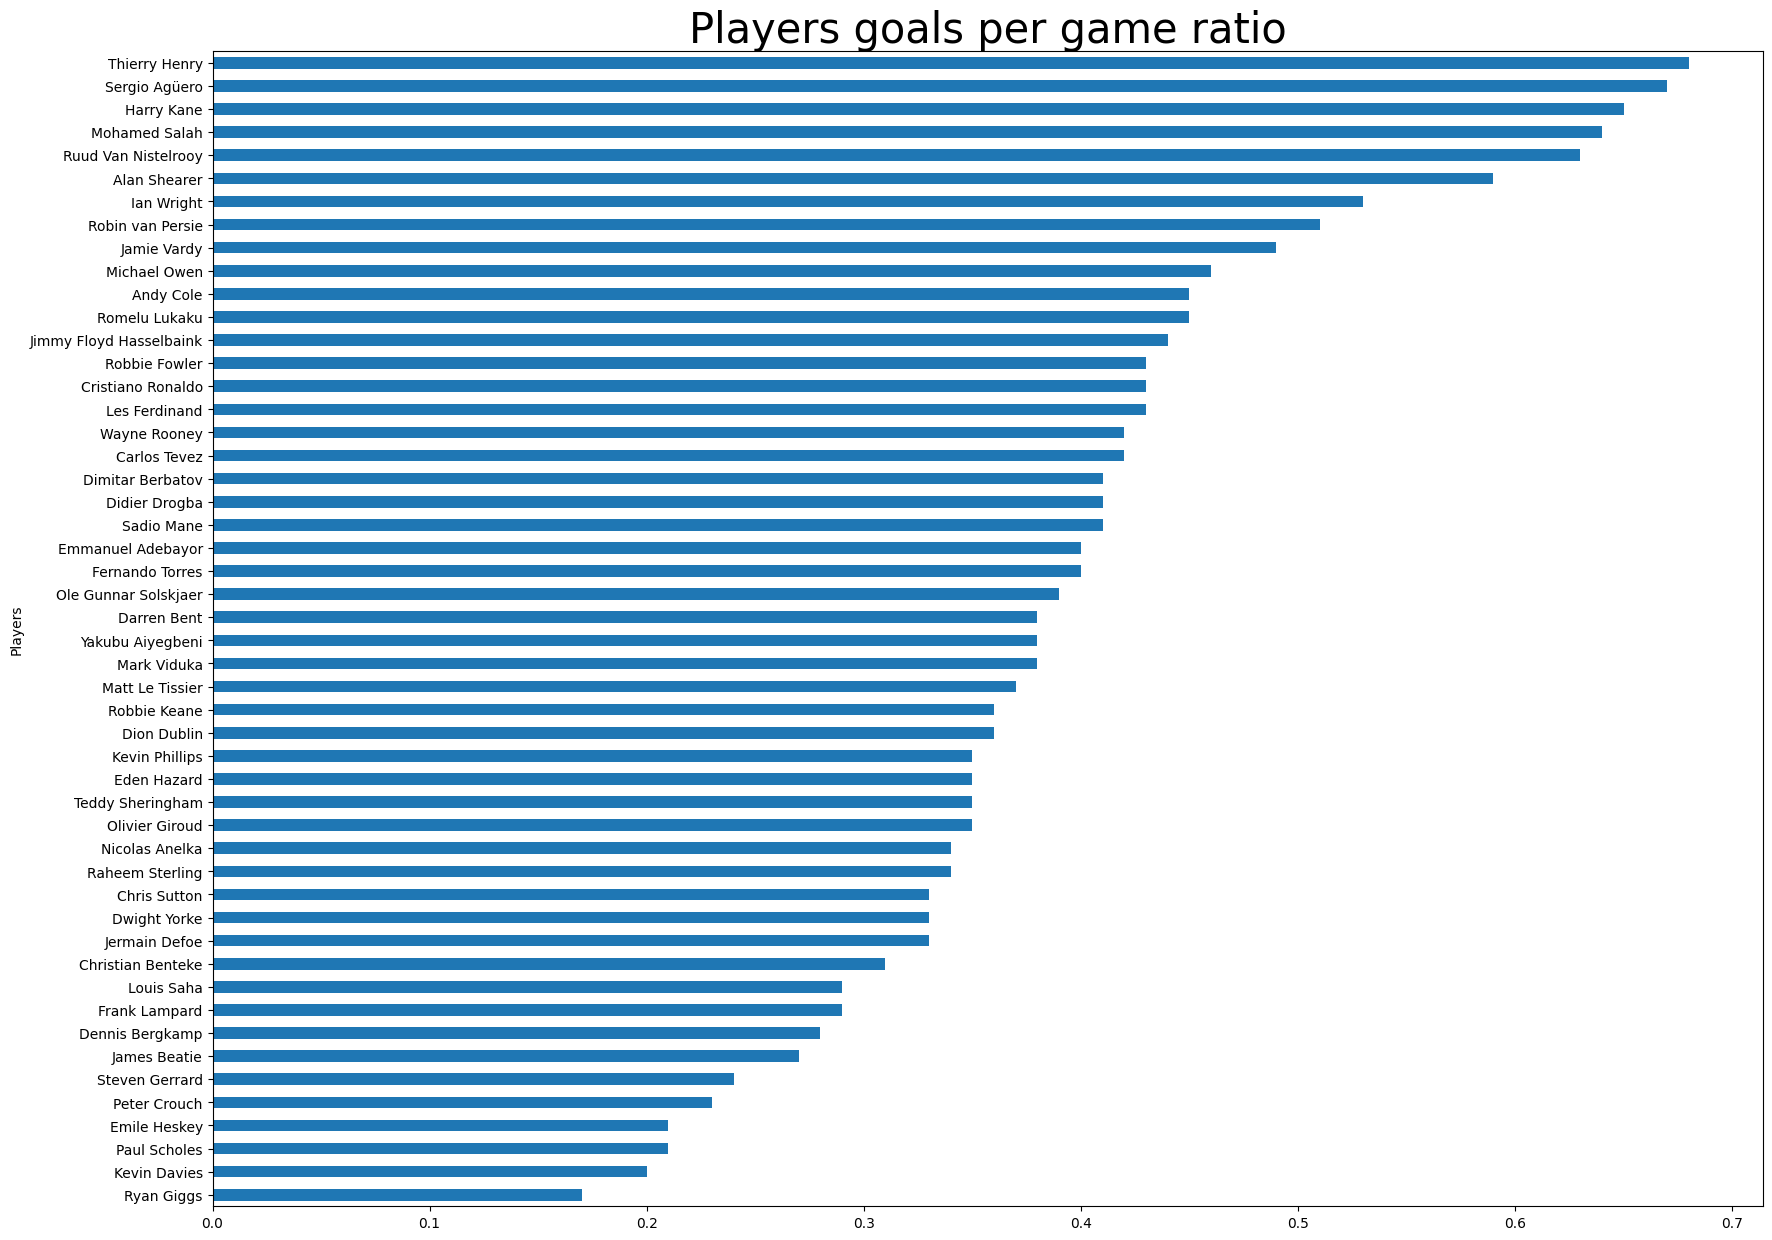 Players goals per game ratio
Thierry Henry
Sergio Agüero
Harry Kane
Mohamed Salah
Ruud Van Nistelrooy
Alan Shearer
Ian Wright
Robin van Persie
Jamie Vardy
Michael Owen
Andy Cole
Romelu Lukaku
Jimmy Floyd Hasselbaink
Robbie Fowler
Cristiano Ronaldo
Les Ferdinand
Wayne Rooney
Carlos Tevez
Dimitar Berbatov
Didier Drogba
Sadio Mane
Emmanuel Adebayor
Fernando Torres
Ole Gunnar Solskjaer
Darren Bent
Yakubu Aiyegbeni
Mark Viduka
Matt Le Tissier
Robbie Keane
Dion Dublin
Kevin Phillips
Eden Hazard
Teddy Sheringham
Olivier Giroud
Nicolas Anelka
Raheem Sterling
Chris Sutton
Dwight Yorke
Jermain Defoe
Christian Benteke
Louis Saha
Frank Lampard
Dennis Bergkamp
James Beatie
Steven Gerrard
Peter Crouch
Emile Heskey
Paul Scholes
Kevin Davies
Ryan Giggs
Players
0.0 0.1 0.2 0.3 0.4 0.5 0.6 0.7